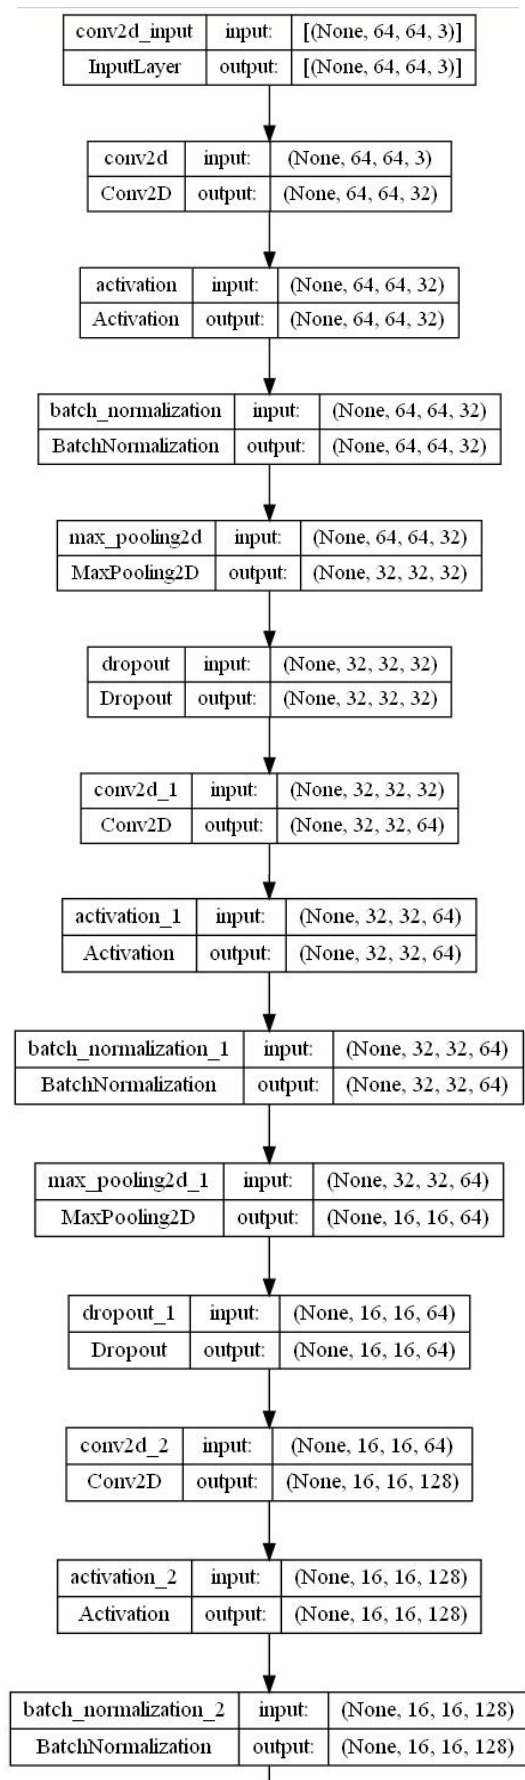 conv2d_input input: [(None, 64, 64, 3)]
InputLayer output: [(None, 64, 64, 3)]
conv2d input: (None, 64, 64, 3)
Conv2D output: (None, 64, 64, 32)
activation input: (None, 64, 64, 32)
Activation output: (None, 64, 64, 32)
batch_normalization input: (None, 64, 64, 32)
BatchNormalization output: (None, 64, 64, 32)
max_pooling2d input: (None, 64, 64, 32)
MaxPooling2D output: (None, 32, 32, 32)
dropout input: (None, 32, 32, 32)
Dropout output: (None, 32, 32, 32)
conv2d_1 input: (None, 32, 32, 32)
Conv2D output: (None, 32, 32, 64)
activation_1 input: (None, 32, 32, 64)
Activation output: (None, 32, 32, 64)
batch_normalization_1 input: (None, 32, 32, 64)
BatchNormalization output: (None, 32, 32, 64)
max_pooling2d_1 input: (None, 32, 32, 64)
MaxPooling2D output: (None, 16, 16, 64)
dropout_1 input: (None, 16, 16, 64)
Dropout output: (None, 16, 16, 64)
conv2d_2 input: (None, 16, 16, 64)
Conv2D output: (None, 16, 16, 128)
activation_2 input: (None, 16, 16, 128)
Activation output: (None, 16, 16, 128)
batch_normalization_2 input: (None, 16, 16, 128)
BatchNormalization output: (None, 16, 16, 128)